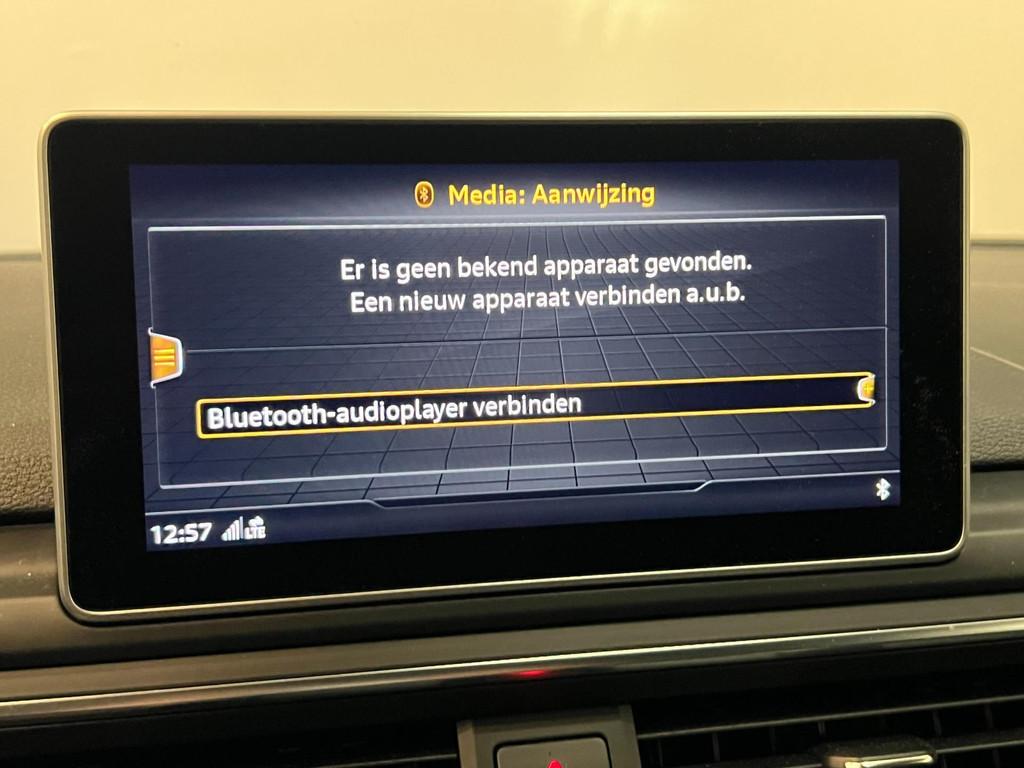 Media: Aanwijzing
Er is geen bekend apparaat gevonden.
Een nieuw apparaat verbinden a.u.b.
Bluetooth-audioplayer verbinden
12:57 LTE